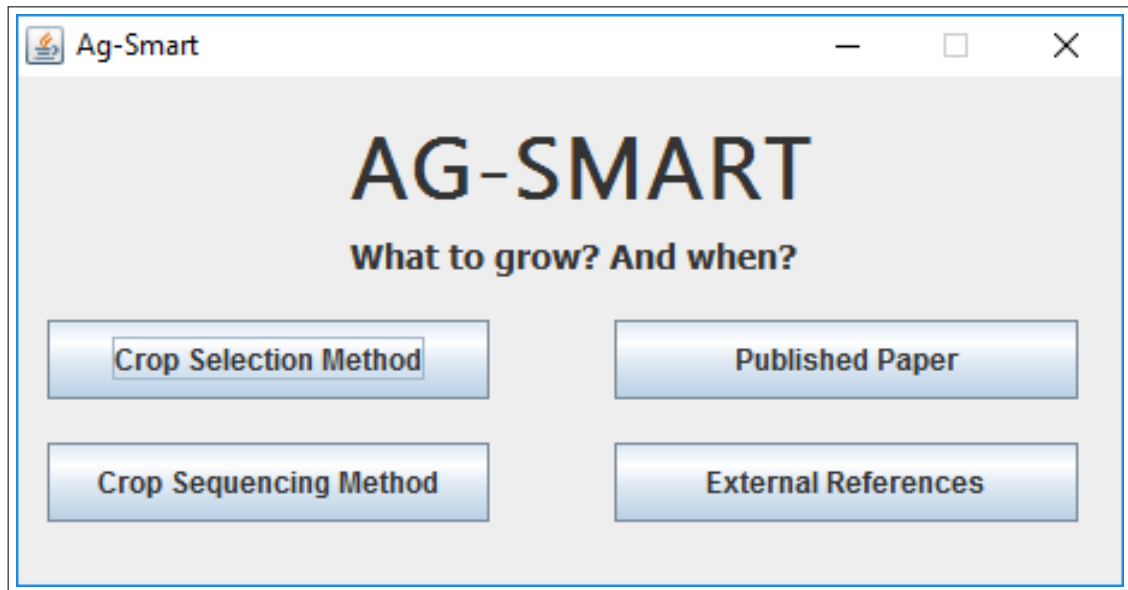 Ag-Smart
AG-SMART
What to grow? And when?
Crop Selection Method
Published Paper
Crop Sequencing Method
External References